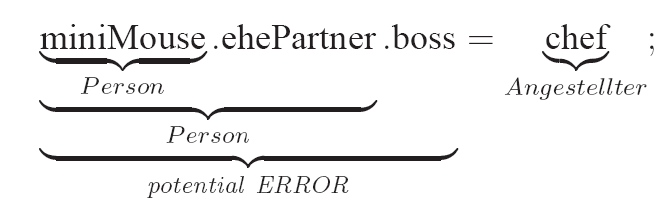 miniMouse.ehePartner.boss = chef ;
Person Angestellter
Person
potential ERROR